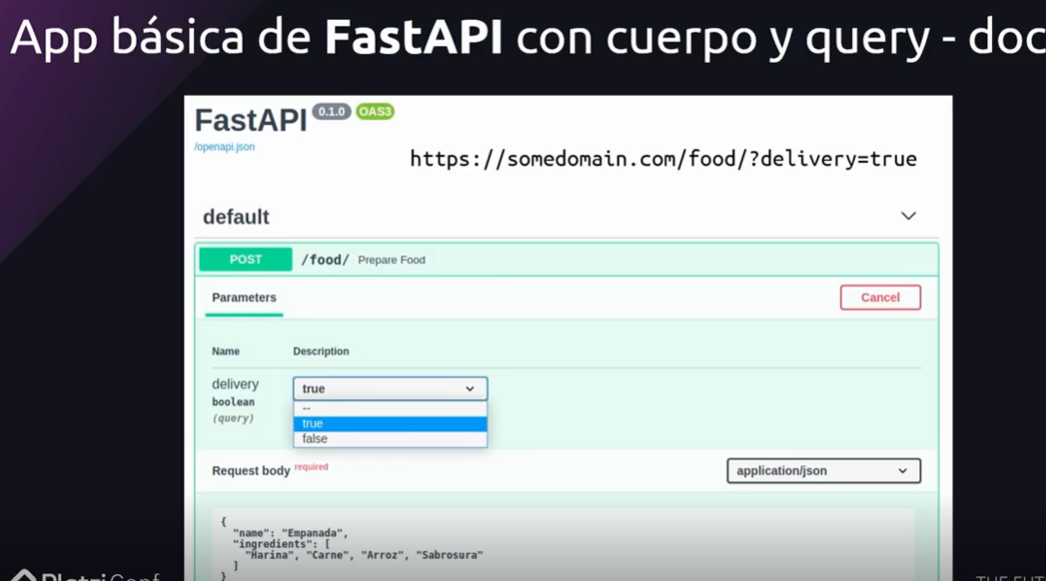 App básica de FastAPI con cuerpo y query - doc
FastAPI 0.1.0 OAS3
/openapi.json
https://somedomain.com/food/?delivery=true
default
POST /food/ Prepare Food
Parameters
Cancel
Name Description
delivery
boolean
(query)
true
--
true
false
Request body required
application/json
{
"name": "Empanada",
"ingredients": [
"Harina", "Carne", "Arroz", "Sabrosura"
]
}
PlatziConf
THE FUT